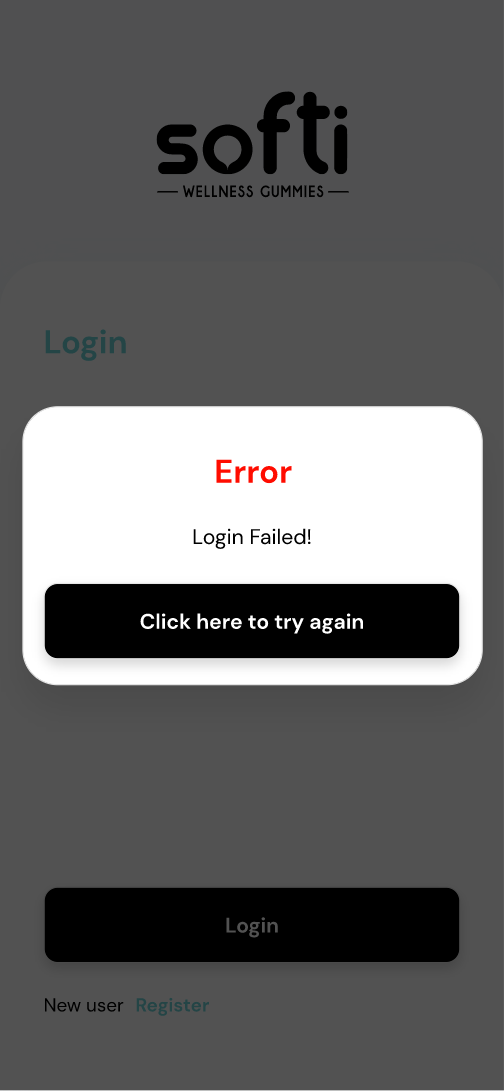 softi
WELLNESS GUMMIES
Login
Error
Login Failed!
Click here to try again
Login
New user Register